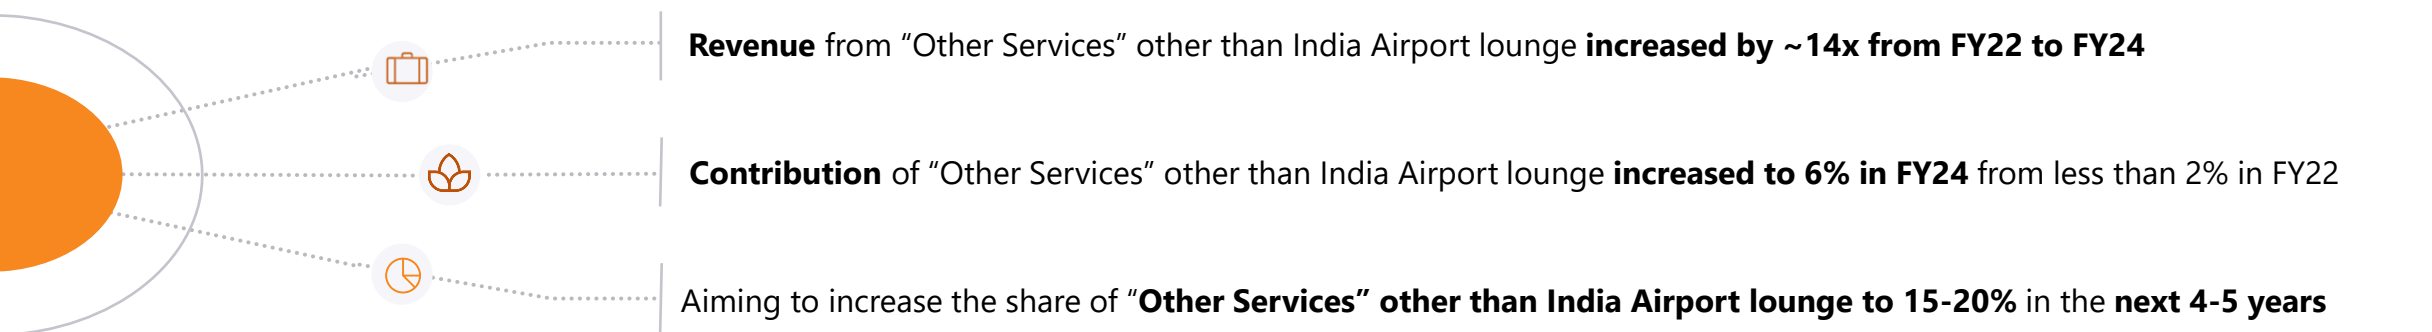 Revenue from “Other Services” other than India Airport lounge increased by ~14x from FY22 to FY24
Contribution of “Other Services” other than India Airport lounge increased to 6% in FY24 from less than 2% in FY22
Aiming to increase the share of “Other Services” other than India Airport lounge to 15-20% in the next 4-5 years